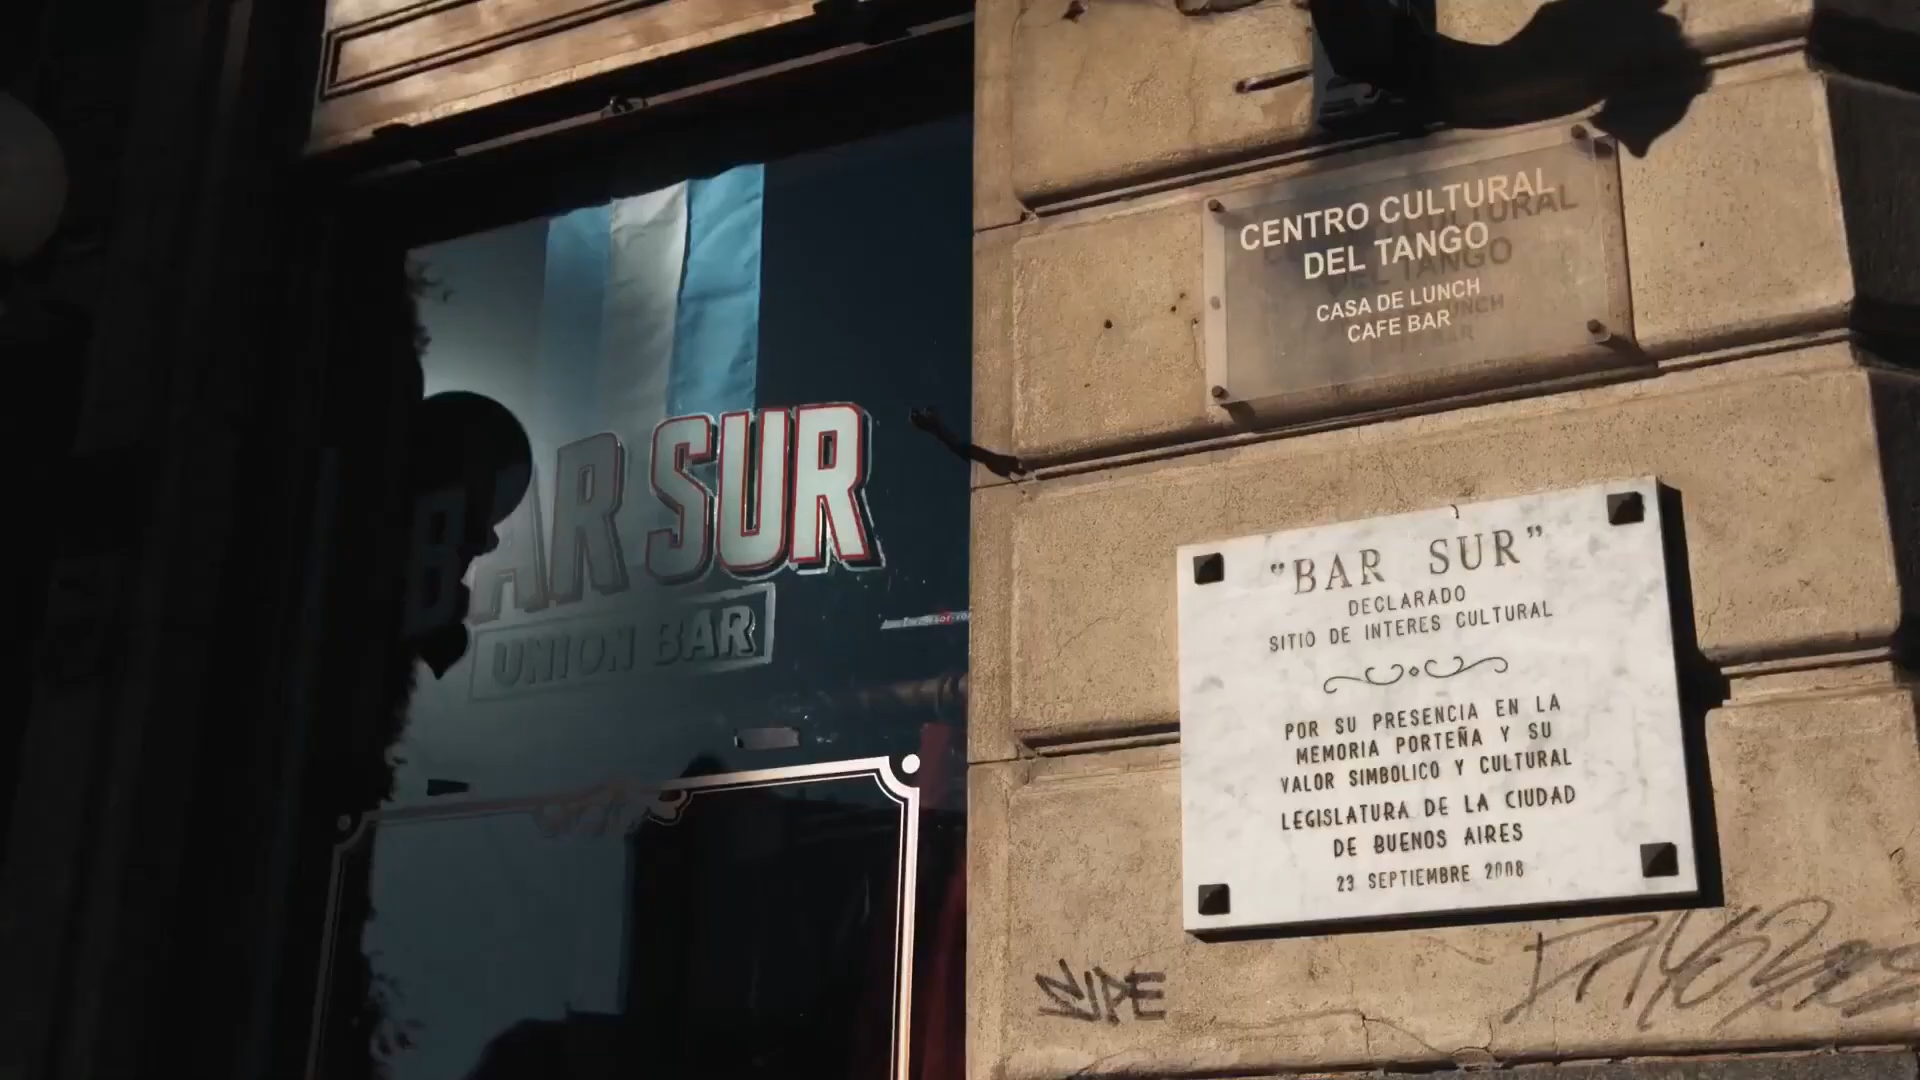 BAR SUR
UNION BAR
CENTRO CULTURAL
DEL TANGO
CASA DE LUNCH
CAFE BAR
"BAR SUR"
DECLARADO
SITIO DE INTERES CULTURAL
POR SU PRESENCIA EN LA
MEMORIA PORTEÑA Y SU
VALOR SIMBOLICO Y CULTURAL
LEGISLATURA DE LA CIUDAD
DE BUENOS AIRES
23 SEPTIEMBRE 2008